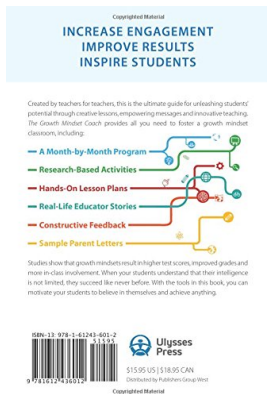 Copyrighted Material
INCREASE ENGAGEMENT
IMPROVE RESULTS
INSPIRE STUDENTS
Created by teachers for teachers, this is the ultimate guide for unleashing students'
potential through creative lessons, empowering messages and innovative teaching.
The Growth Mindset Coach provides all you need to foster a growth mindset
classroom, including:
• A Month-by-Month Program
• Research-Based Activities
• Hands-On Lesson Plans
• Real-Life Educator Stories
• Constructive Feedback
• Sample Parent Letters
Studies show that growth mindsets result in higher test scores, improved grades and
more in-class involvement. When your students understand that their intelligence
is not limited, they succeed like never before. With the tools in this book, you can
motivate your students to believe in themselves and achieve anything.
ISBN-13: 978-1-61243-601-2
51595
9 781612 436012
Ulysses
Press
$15.95 US | $18.95 CAN
Distributed by Publishers Group West
Copyrighted Material